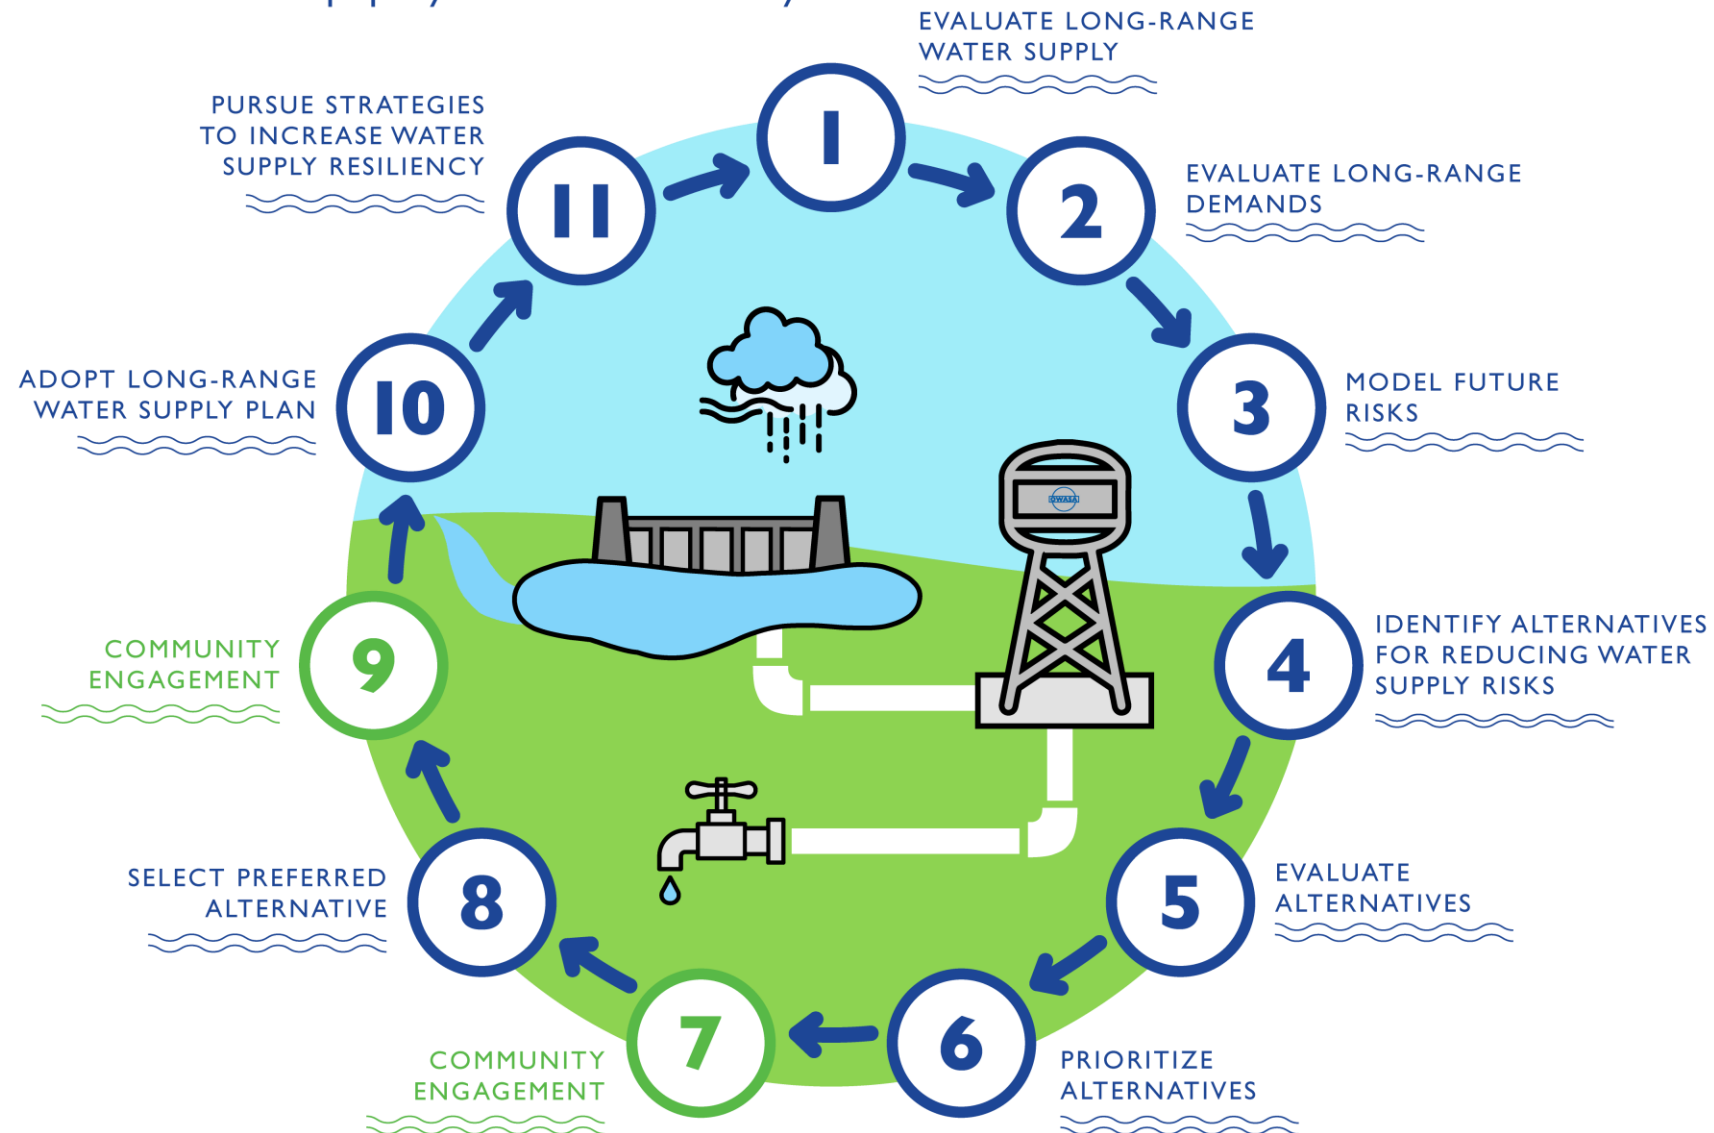 EVALUATE LONG-RANGE
WATER SUPPLY
1
PURSUE STRATEGIES
TO INCREASE WATER
SUPPLY RESILIENCY
11
2
EVALUATE LONG-RANGE
DEMANDS
ADOPT LONG-RANGE
WATER SUPPLY PLAN
10
3
MODEL FUTURE
RISKS
OWASA
COMMUNITY
ENGAGEMENT
9
4
IDENTIFY ALTERNATIVES
FOR REDUCING WATER
SUPPLY RISKS
SELECT PREFERRED
ALTERNATIVE
8
5
EVALUATE
ALTERNATIVES
COMMUNITY
ENGAGEMENT
7
6
PRIORITIZE
ALTERNATIVES